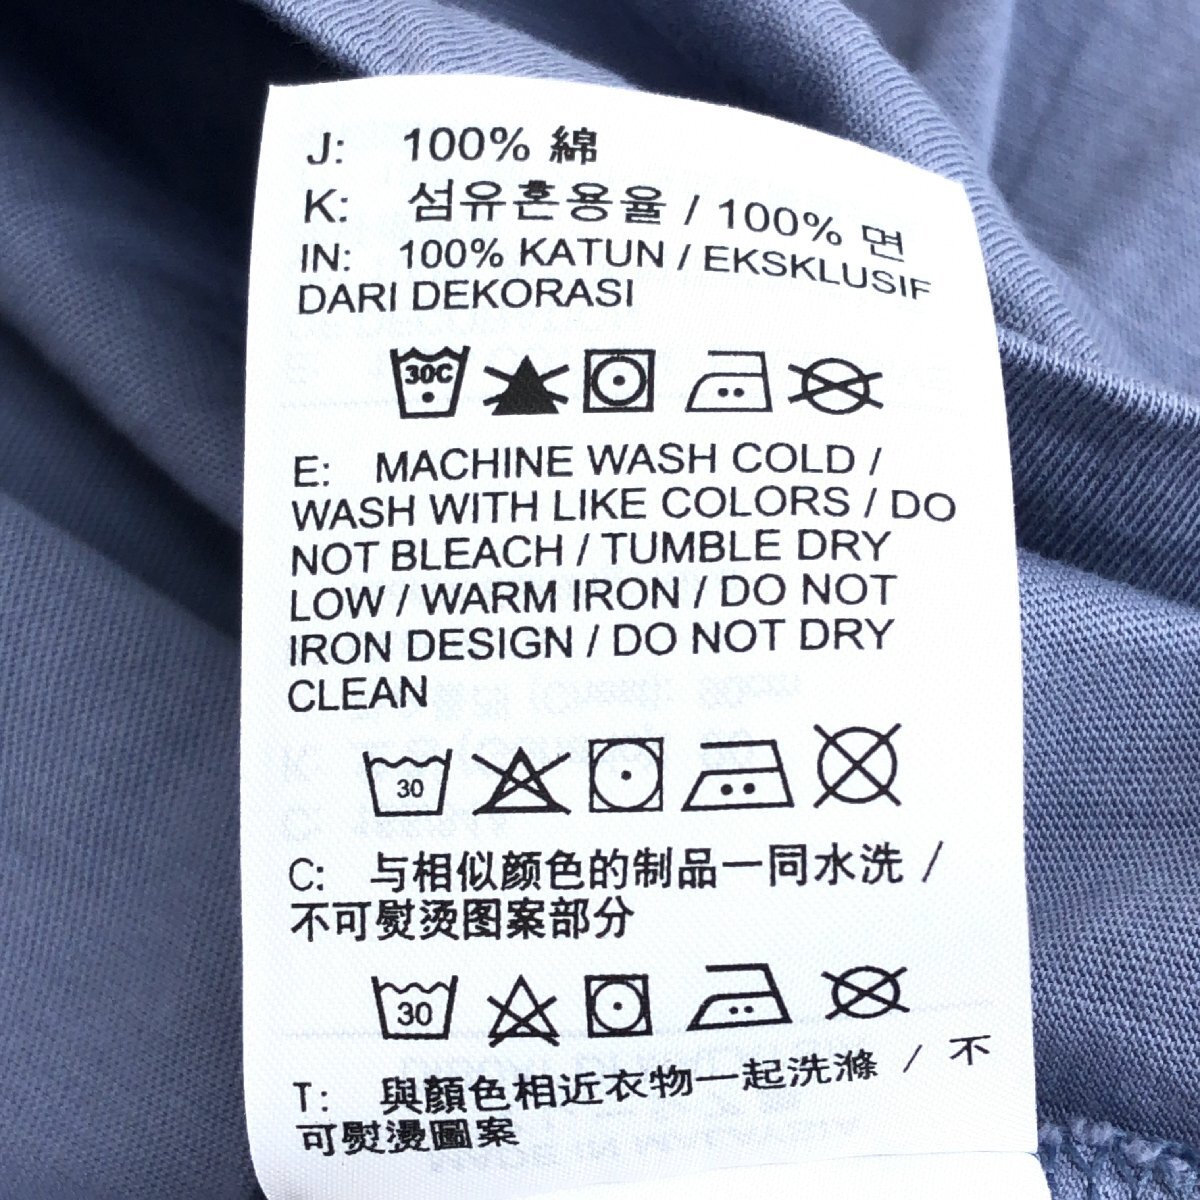 J: 100% 綿
K: 섬유혼용율 / 100% 면
IN: 100% KATUN / EKSKLUSIF
DARI DEKORASI
30C
E: MACHINE WASH COLD /
WASH WITH LIKE COLORS / DO
NOT BLEACH / TUMBLE DRY
LOW / WARM IRON / DO NOT
IRON DESIGN / DO NOT DRY
CLEAN
30
C: 与相似颜色的制品一同水洗 /
不可熨烫图案部分
30
T: 與顏色相近衣物一起洗滌 / 不
可熨燙圖案